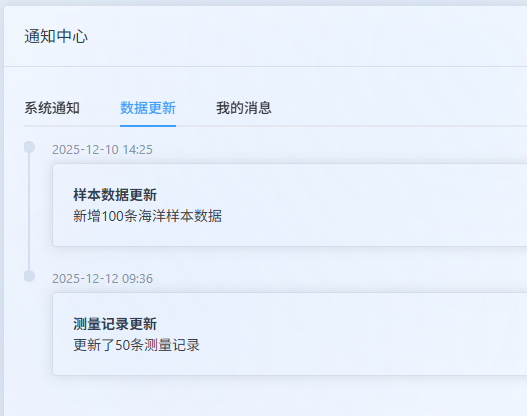 通知中心
系统通知 数据更新 我的消息
2025-12-10 14:25
样本数据更新
新增100条海洋样本数据
2025-12-12 09:36
测量记录更新
更新了50条测量记录